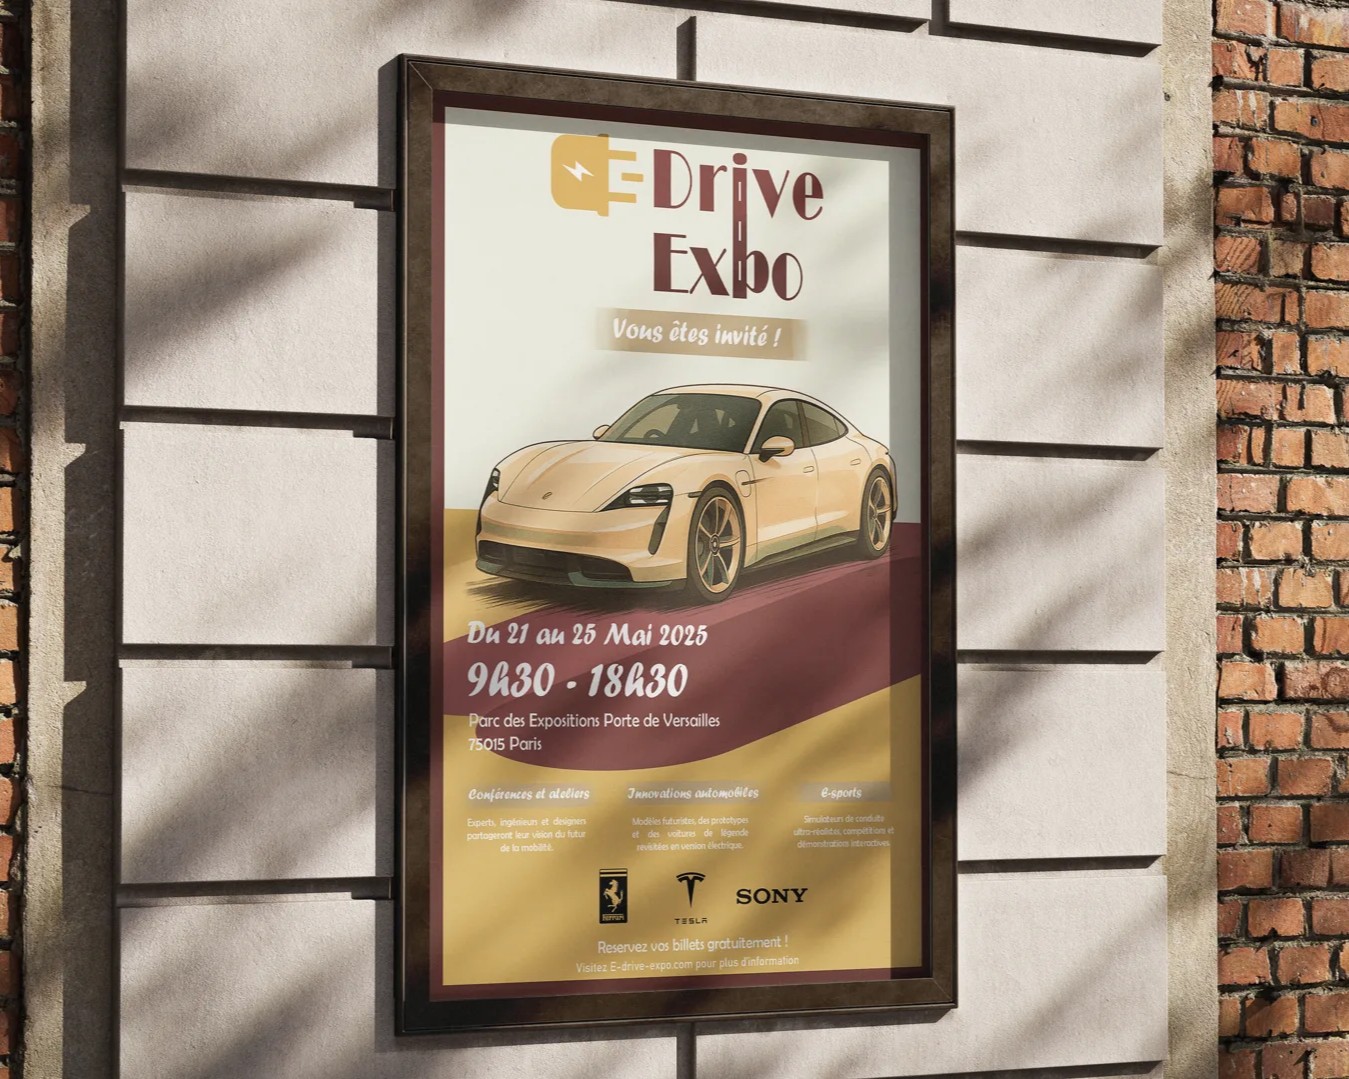 E-Drive
Expo
Vous êtes invité !
Du 21 au 25 Mai 2025
9h30 - 18h30
Parc des Expositions Porte de Versailles
75015 Paris
Conférences et ateliers
Experts, ingénieurs et designers
partageront leur vision du futur
de la mobilité.
Innovations automobiles
Modèles futuristes, des prototypes
et des voitures de légende
revisitées en version électrique.
E-sports
Simulateurs de conduite
ultra-réalistes, compétitions et
démonstrations interactives.
Ferrari
TESLA
SONY
Reservez vos billets gratuitement !
Visitez E-drive-expo.com pour plus d'information